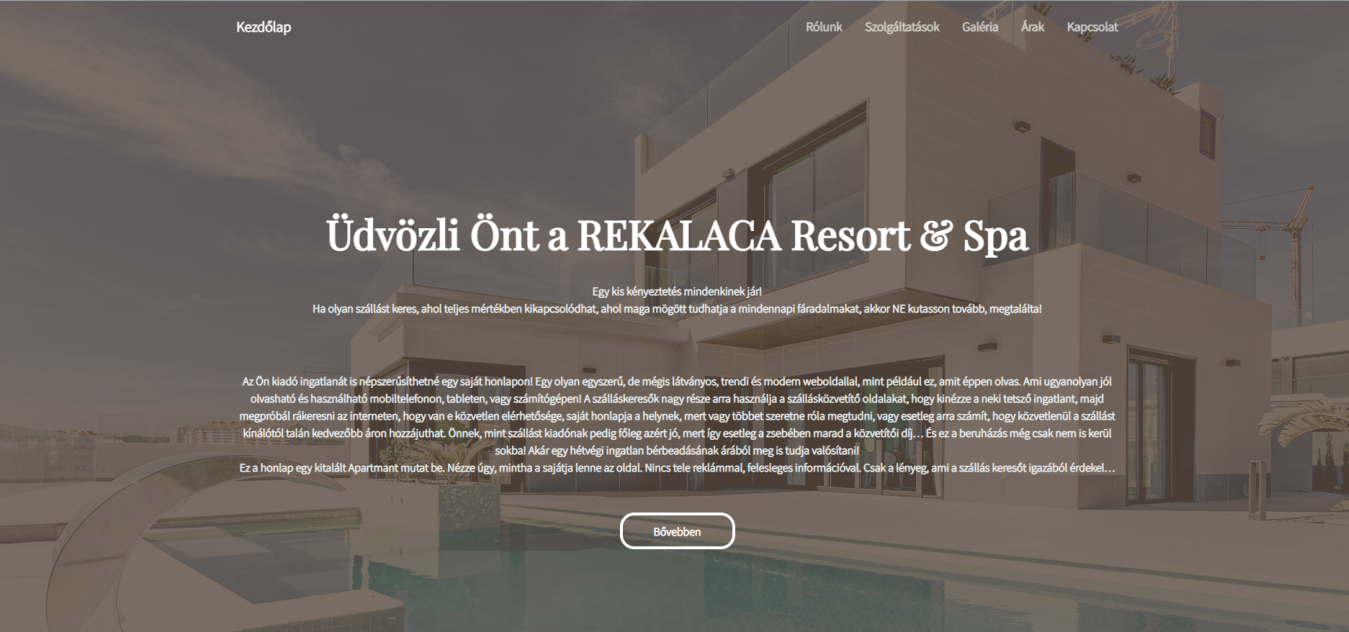 Kezdőlap
Rólunk Szolgáltatások Galéria Árak Kapcsolat
Üdvözli Önt a REKALACA Resort & Spa
Egy kis kényeztetés mindenkinek jár!
Ha olyan szállást keres, ahol teljes mértékben kikapcsolódhat, ahol maga mögött tudhatja a mindennapi fáradalmakat, akkor NE kutasson tovább, megtalálta!
Az Ön kiadó ingatlanát is népszerűsíthetné egy saját honlapon! Egy olyan egyszerű, de mégis látványos, trendi és modern weboldallal, mint például ez, amit éppen olvas. Ami ugyanolyan jól
olvasható és használható mobiltelefonon, tableten, vagy számítógépen! A szálláskeresők nagy része arra használja a szállásközvetítő oldalakat, hogy kinézze a neki tetsző ingatlant, majd
megpróbál rákeresni az interneten, hogy van e közvetlen elérhetősége, saját honlapja a helynek, mert vagy többet szeretne róla megtudni, vagy esetleg arra számít, hogy közvetlenül a szállást
kínálótól talán kedvezőbb áron hozzájuthat. Önnek, mint szállást kiadónak pedig főleg azért jó, mert így esetleg a zsebében marad a közvetítői díj… És ez a beruházás még csak nem is kerül
sokba! Akár egy hétvégi ingatlan bérbeadásának árából meg is tudja valósítani!
Ez a honlap egy kitalált Apartmant mutat be. Nézze úgy, mintha a sajátja lenne az oldal. Nincs tele reklámmal, felesleges információval. Csak a lényeg, ami a szállás keresőt igazából érdekel…
Bővebben